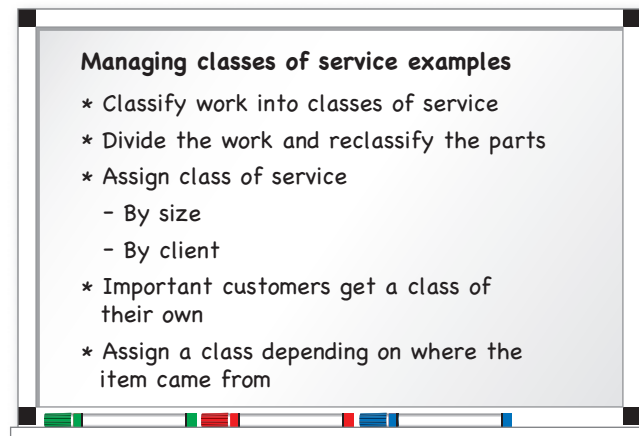 Managing classes of service examples
* Classify work into classes of service
* Divide the work and reclassify the parts
* Assign class of service
– By size
– By client
* Important customers get a class of
their own
* Assign a class depending on where the
item came from